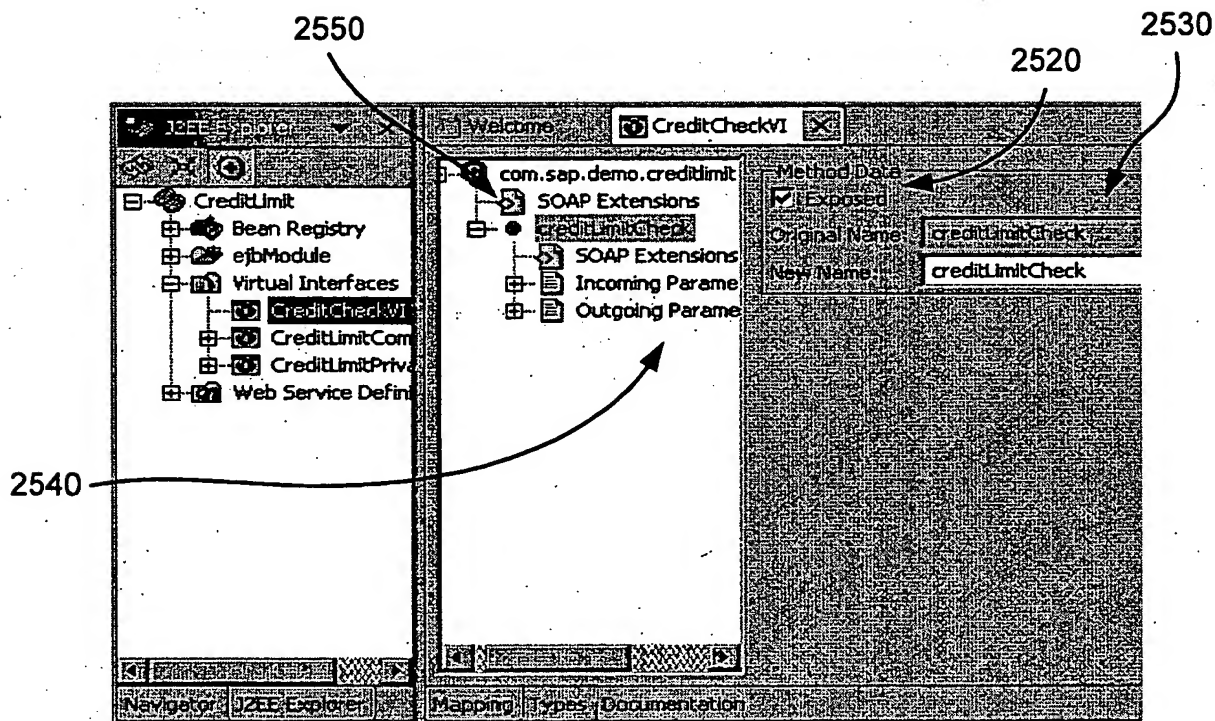 2550
2530
2520
J2EE Explorer
Welcome
CreditCheckVI
com.sap.demo.creditlimit
Method Data
CreditLimit
SOAP Extensions
Exposed
Bean Registry
creditLimitCheck
Original Name
creditLimitCheck
ejbModule
SOAP Extensions
New Name
creditLimitCheck
Virtual Interfaces
Incoming Parame
CreditCheckVI
Outgoing Parame
CreditLimitCom
CreditLimitPriva
Web Service Defini
2540
Navigator
J2EE Explorer
Mapping
Types
Documentation